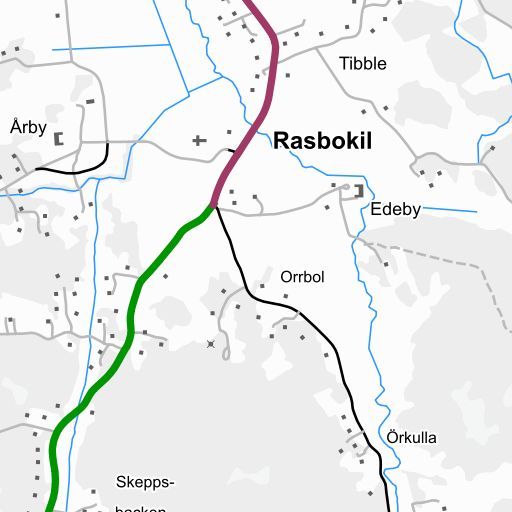 Tibble
Årby
Rasbokil
Edeby
Orrbol
Örkulla
Skepps-
backen